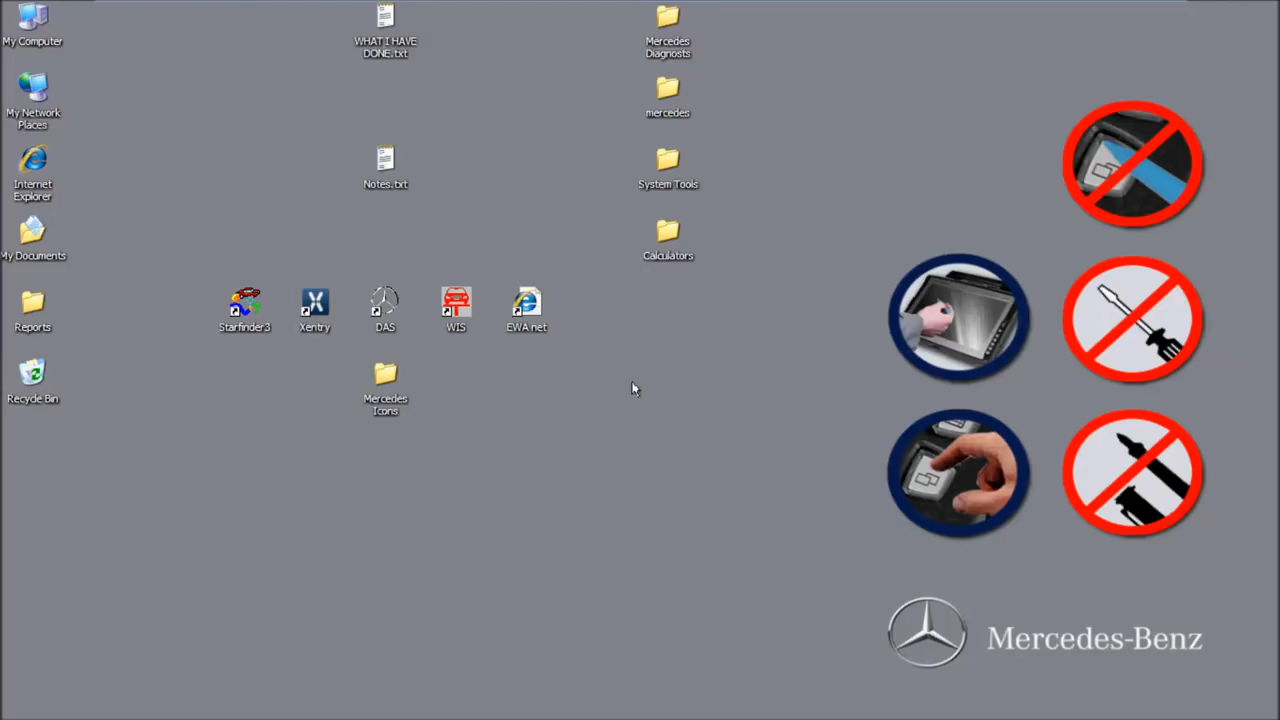 My Computer
WHAT I HAVE
DONE.txt
Mercedes
Diagnosts
My Network
Places
mercedes
Internet
Explorer
Notes.txt
System Tools
My Documents
Calculators
Reports
Starfinder3
Xentry
DAS
WIS
EWA net
Recycle Bin
Mercedes
Icons
Mercedes-Benz